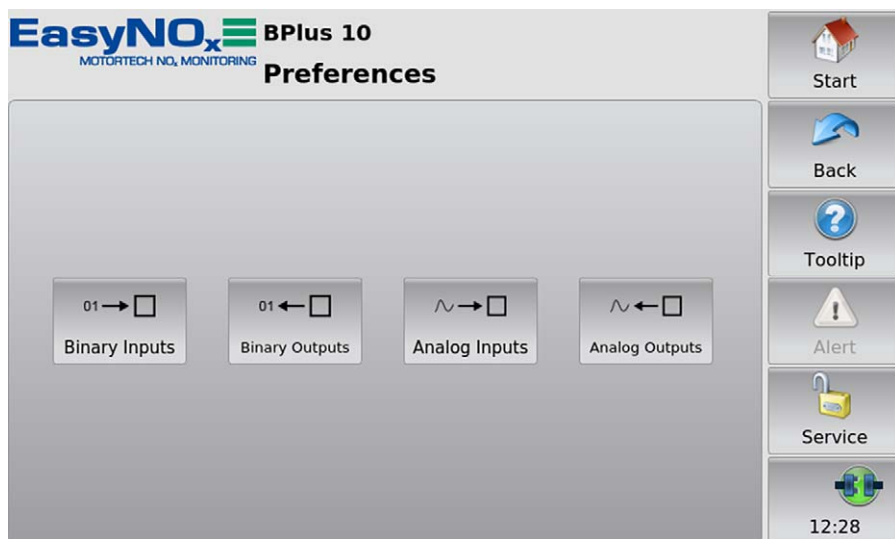 EasyNOx
MOTORTECH NOx MONITORING
BPlus 10
Preferences
01
Binary Inputs
01
Binary Outputs
Analog Inputs
Analog Outputs
Start
Back
Tooltip
Alert
Service
12:28